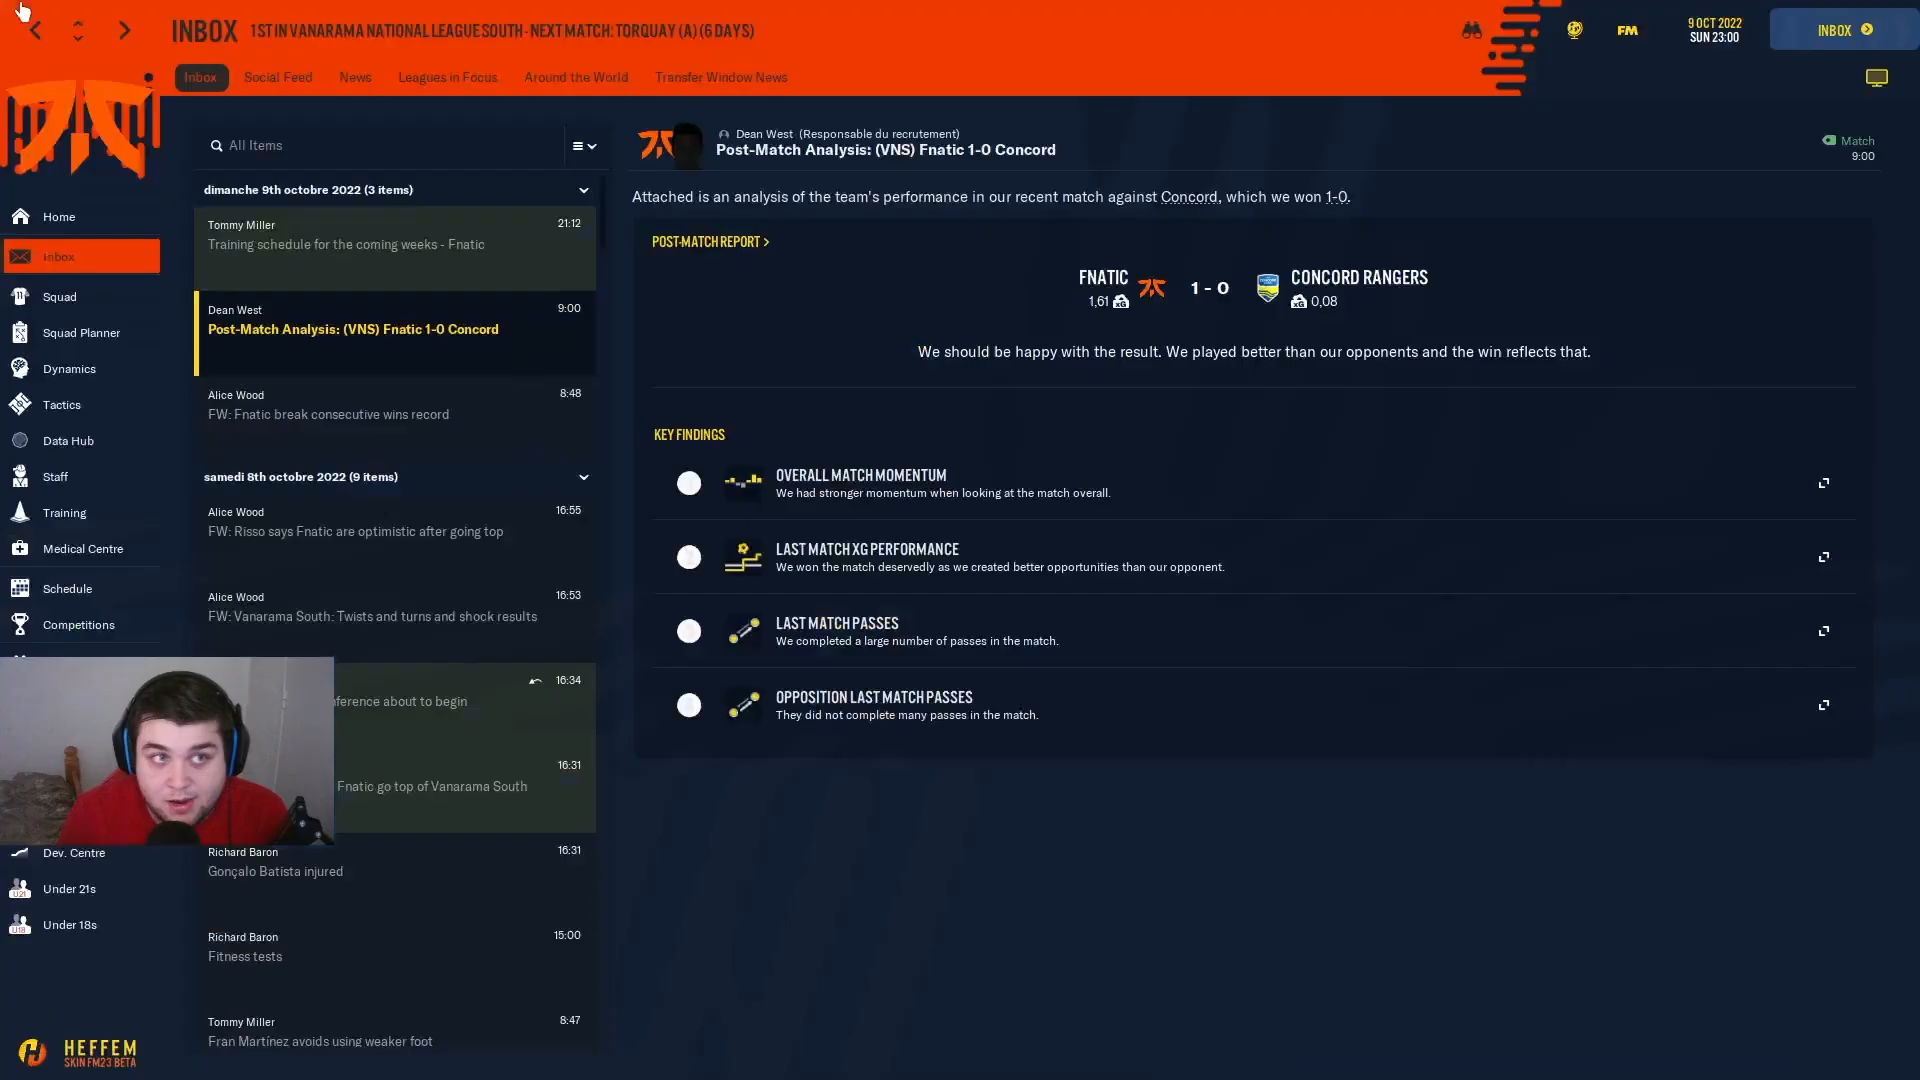 INBOX
1ST IN VANARAMA NATIONAL LEAGUE SOUTH - NEXT MATCH: TORQUAY (A) (6 DAYS)
FM
9 OCT 2022
SUN 23:00
INBOX
Inbox
Social Feed
News
Leagues in Focus
Around the World
Transfer Window News
Home
Inbox
Squad
Squad Planner
Dynamics
Tactics
Data Hub
Staff
Training
Medical Centre
Schedule
Competitions
Dev. Centre
Under 21s
Under 18s
HEFFEM
SKIN FM23 BETA
All Items
dimanche 9th octobre 2022 (3 items)
Tommy Miller 21:12
Training schedule for the coming weeks - Fnatic
Dean West 9:00
Post-Match Analysis: (VNS) Fnatic 1-0 Concord
Alice Wood 8:48
FW: Fnatic break consecutive wins record
samedi 8th octobre 2022 (9 items)
Alice Wood 16:55
FW: Risso says Fnatic are optimistic after going top
Alice Wood 16:53
FW: Vanarama South: Twists and turns and shock results
16:34
nference about to begin
16:31
Fnatic go top of Vanarama South
Richard Baron 16:31
Gonçalo Batista injured
Richard Baron 15:00
Fitness tests
Tommy Miller 8:47
Fran Martínez avoids using weaker foot
Dean West (Responsable du recrutement)
Post-Match Analysis: (VNS) Fnatic 1-0 Concord
Match
9:00
Attached is an analysis of the team's performance in our recent match against Concord, which we won 1-0.
POST-MATCH REPORT >
FNATIC 1 - 0 CONCORD RANGERS
1,61 xG xG 0,08
We should be happy with the result. We played better than our opponents and the win reflects that.
KEY FINDINGS
OVERALL MATCH MOMENTUM
We had stronger momentum when looking at the match overall.
LAST MATCH XG PERFORMANCE
We won the match deservedly as we created better opportunities than our opponent.
LAST MATCH PASSES
We completed a large number of passes in the match.
OPPOSITION LAST MATCH PASSES
They did not complete many passes in the match.